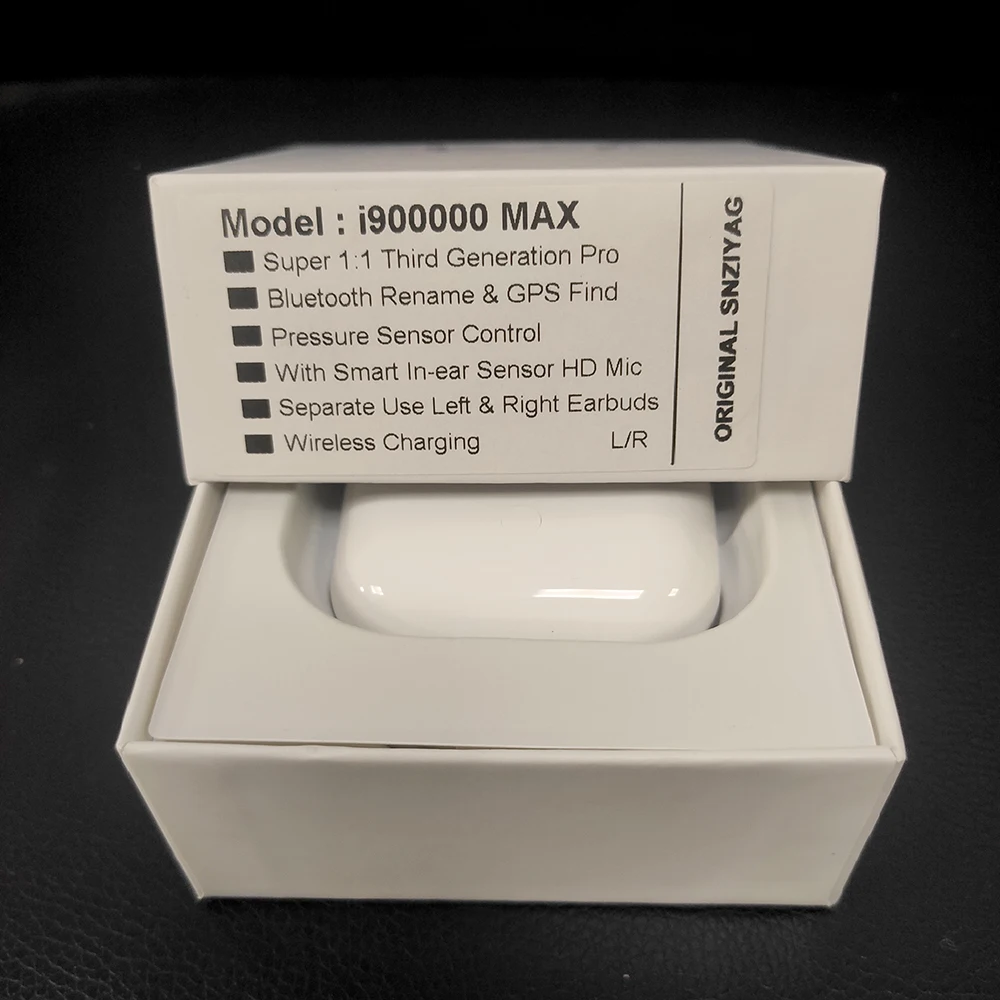 Model : i900000 MAX
Super 1:1 Third Generation Pro
Bluetooth Rename & GPS Find
Pressure Sensor Control
With Smart In-ear Sensor HD Mic
Separate Use Left & Right Earbuds
Wireless Charging L/R
ORIGINAL SNZIYAG